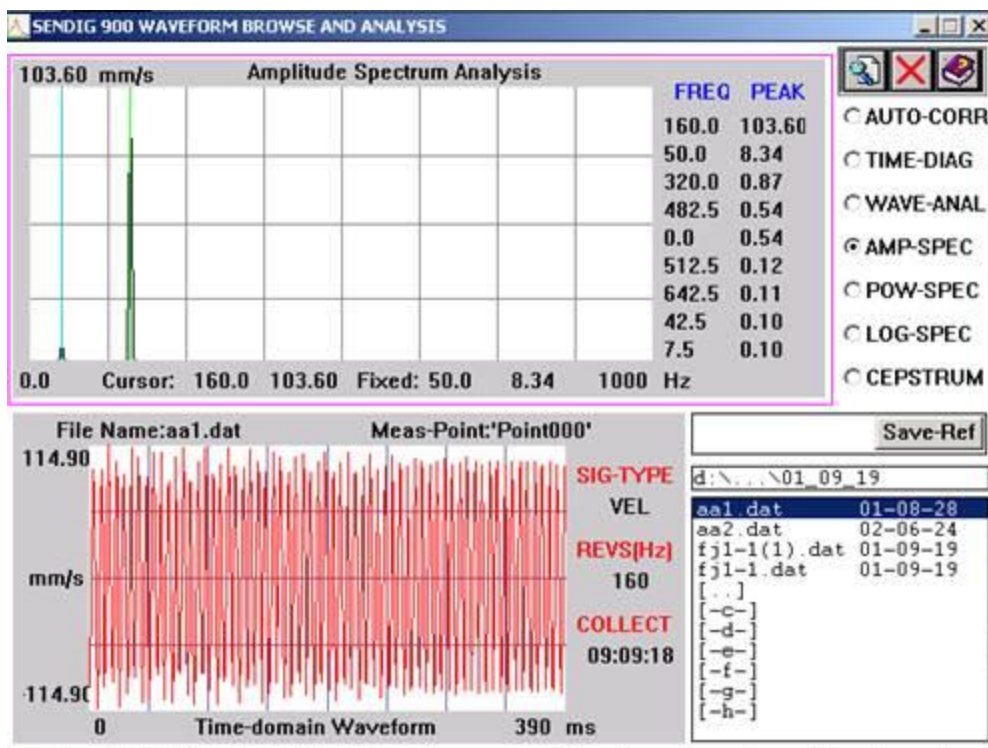 SENDIG 900 WAVEFORM BROWSE AND ANALYSIS
103.60 mm/s Amplitude Spectrum Analysis
FREQ PEAK
160.0 103.60
50.0 8.34
320.0 0.87
482.5 0.54
0.0 0.54
512.5 0.12
642.5 0.11
42.5 0.10
7.5 0.10
0.0 Cursor: 160.0 103.60 Fixed: 50.0 8.34 1000 Hz
AUTO-CORR
TIME-DIAG
WAVE-ANAL
AMP-SPEC
POW-SPEC
LOG-SPEC
CEPSTRUM
File Name:aa1.dat Meas-Point:'Point000'
114.90
mm/s
-114.90
0 Time-domain Waveform 390 ms
SIG-TYPE
VEL
REVS(Hz)
160
COLLECT
09:09:18
Save-Ref
d:\...\01_09_19
aa1.dat 01-08-28
aa2.dat 02-06-24
fj1-1(1).dat 01-09-19
fj1-1.dat 01-09-19
[..]
[-c-]
[-d-]
[-e-]
[-f-]
[-g-]
[-h-]